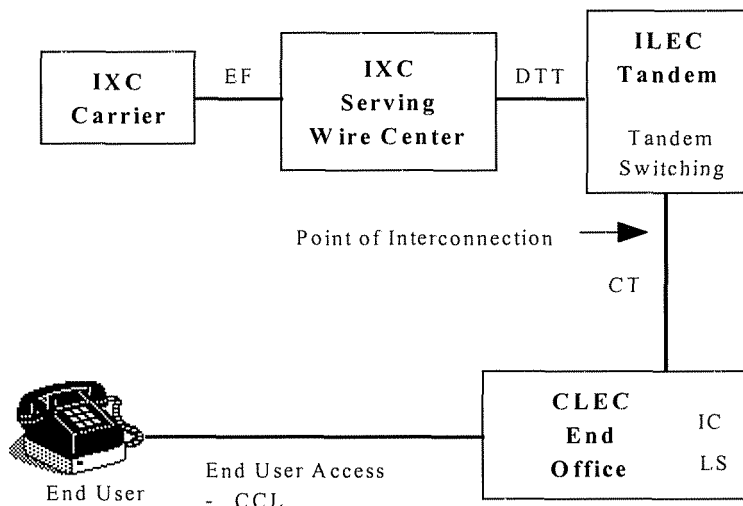 IXC
Carrier
EF
IXC
Serving
Wire Center
DTT
ILEC
Tandem
Tandem
Switching
Point of Interconnection
CT
CLEC
End
Office
IC
LS
End User
End User Access
- CCL